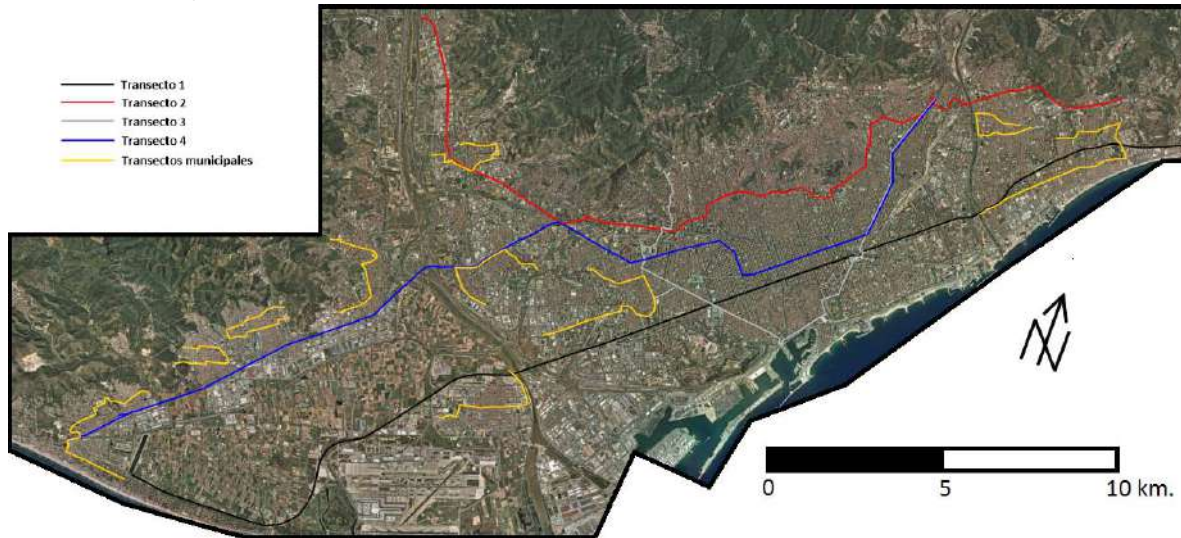 Transecto 1
Transecto 2
Transecto 3
Transecto 4
Transectos municipales
N
0 5 10 km.